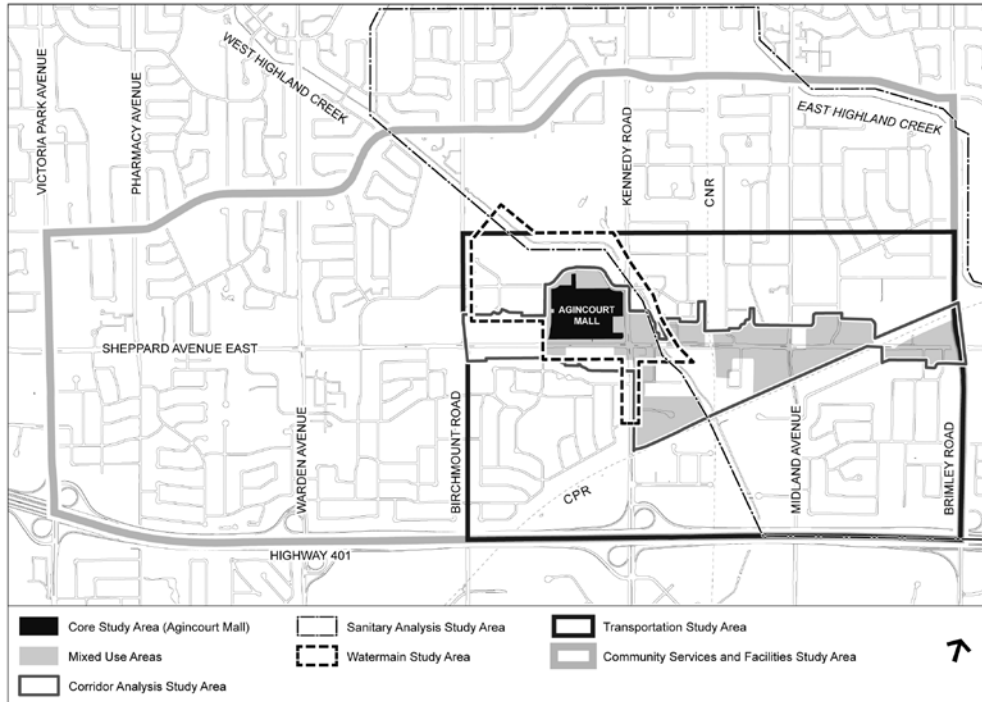 WEST HIGHLAND CREEK
EAST HIGHLAND CREEK
VICTORIA PARK AVENUE
PHARMACY AVENUE
KENNEDY ROAD
CNR
AGINCOURT
MALL
SHEPPARD AVENUE EAST
WARDEN AVENUE
BIRCHMOUNT ROAD
MIDLAND AVENUE
BRIMLEY ROAD
CPR
HIGHWAY 401
Core Study Area (Agincourt Mall)
Mixed Use Areas
Corridor Analysis Study Area
Sanitary Analysis Study Area
Watermain Study Area
Transportation Study Area
Community Services and Facilities Study Area